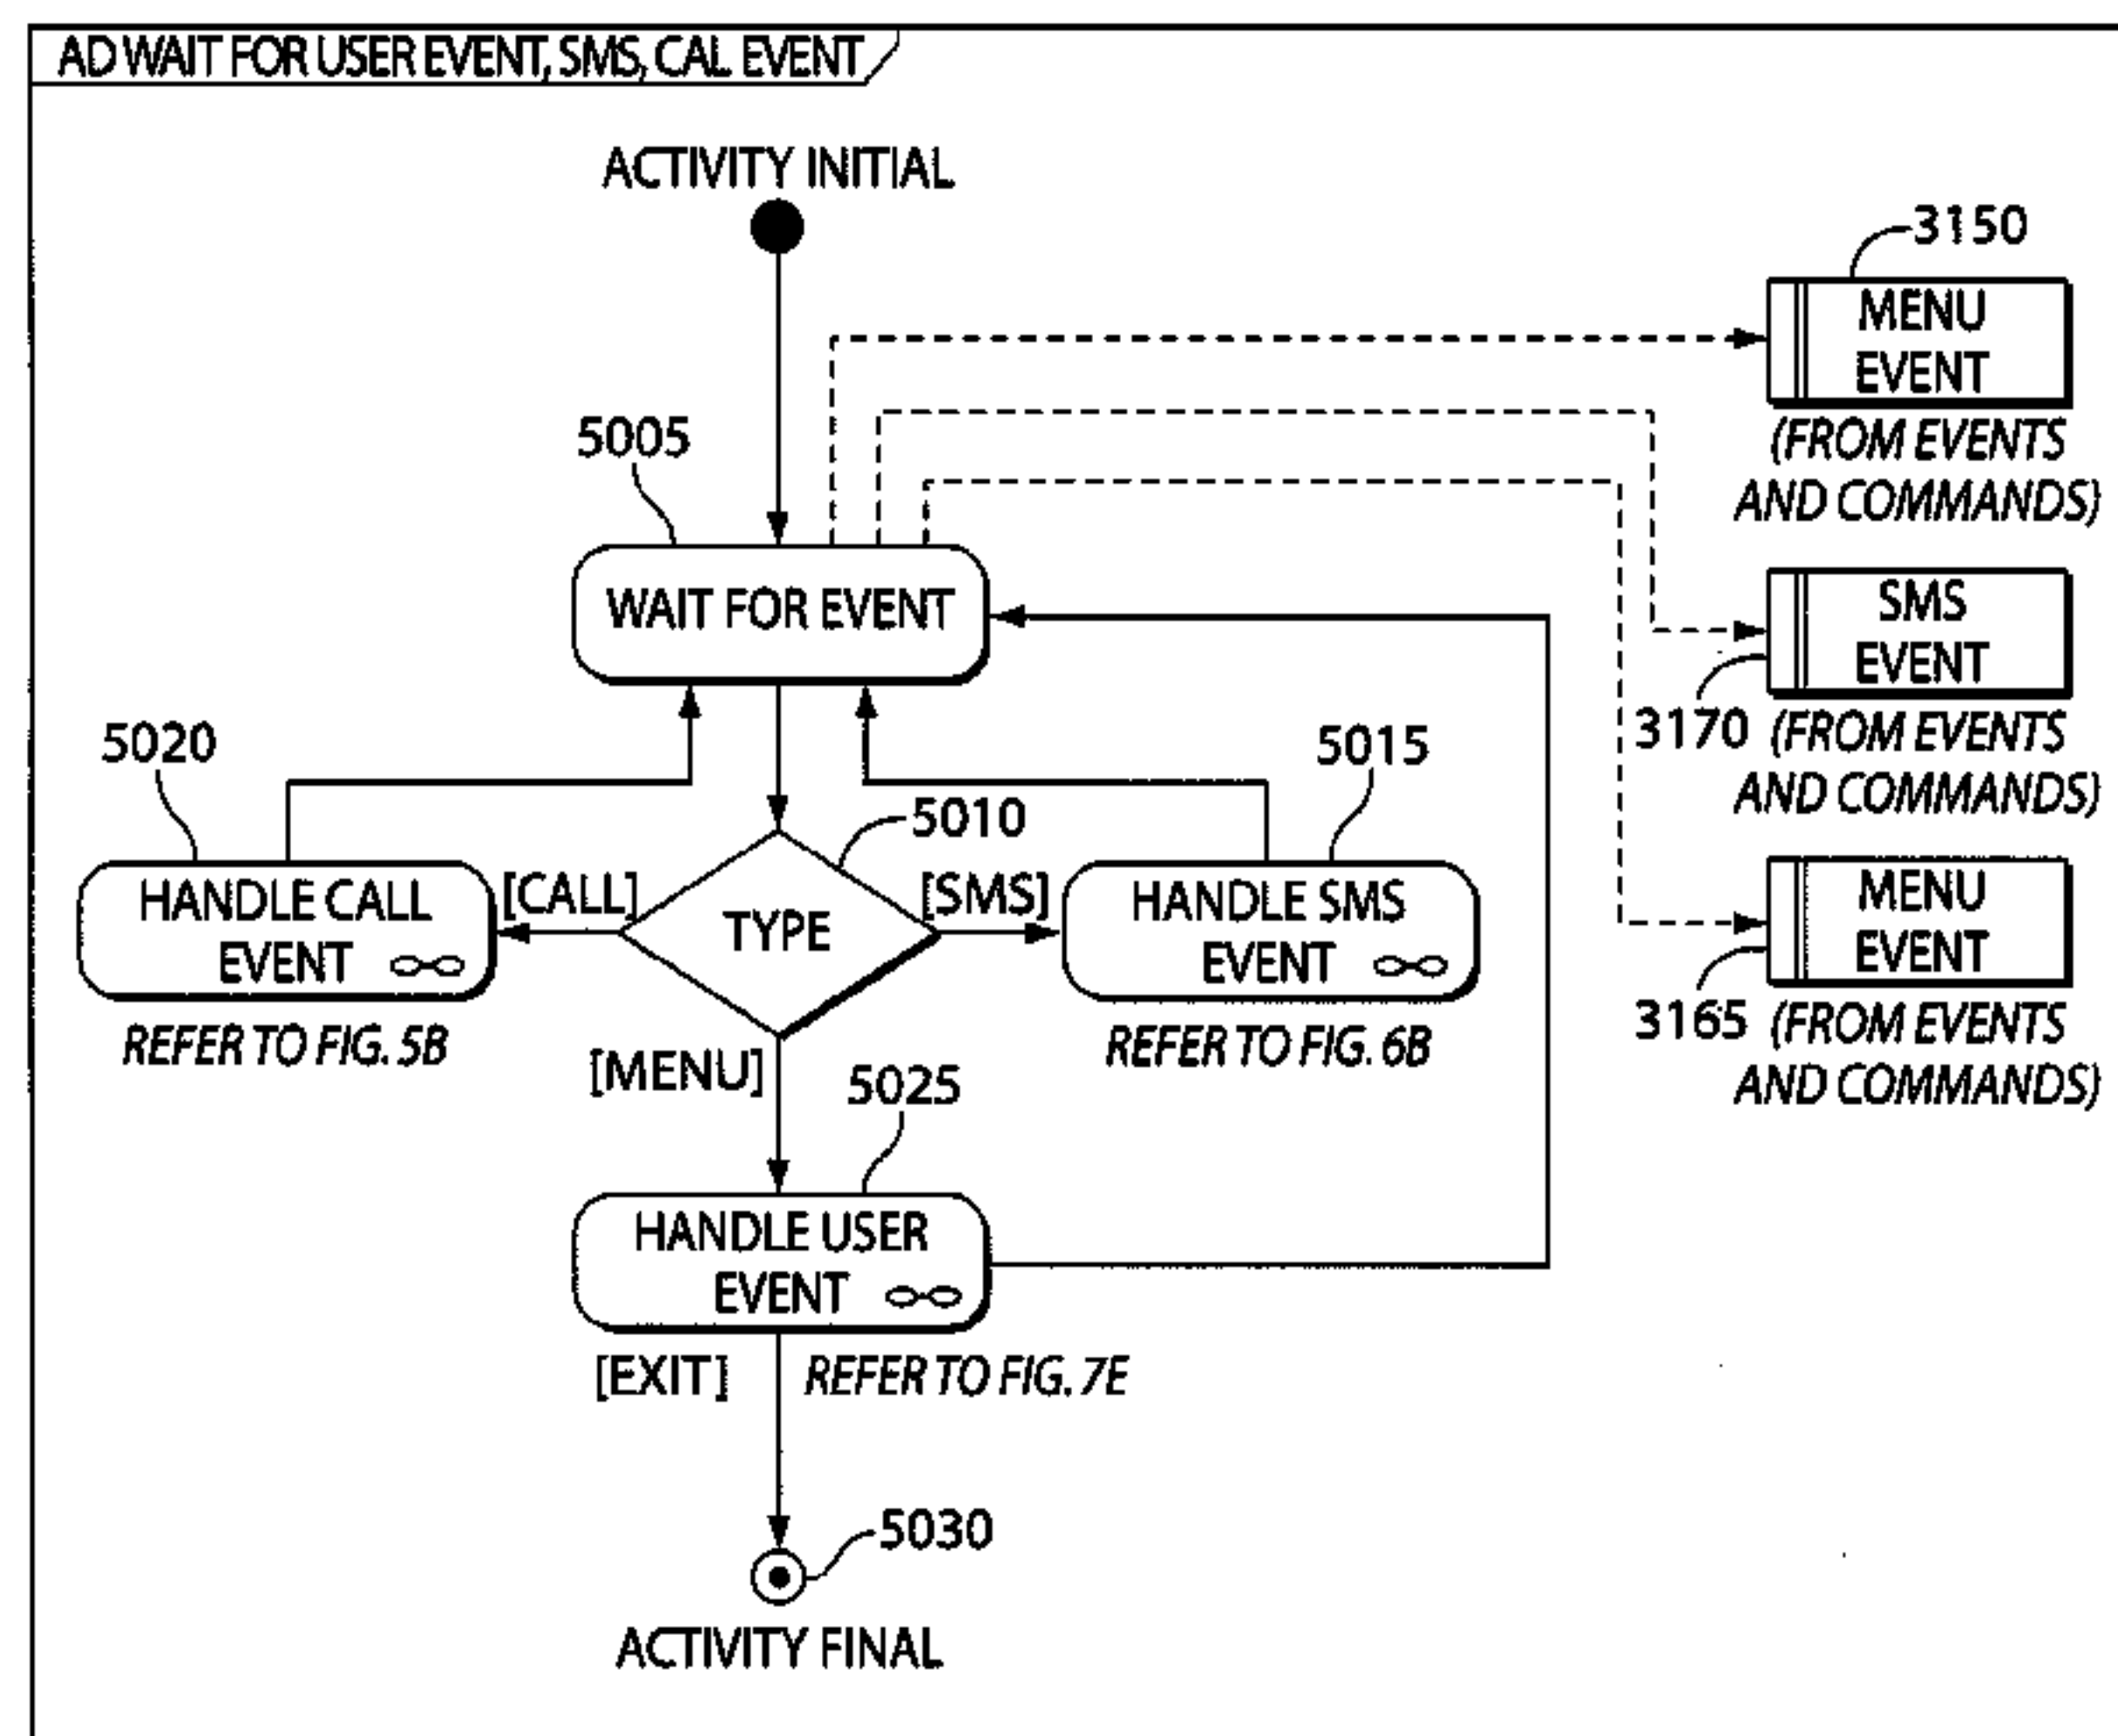 AD WAIT FOR USER EVENT, SMS, CAL EVENT
ACTIVITY INITIAL
3150
MENU
EVENT
(FROM EVENTS
AND COMMANDS)
5005
WAIT FOR EVENT
SMS
EVENT
3170
(FROM EVENTS
AND COMMANDS)
5020
5015
5010
HANDLE CALL
EVENT
REFER TO FIG. 5B
[CALL]
TYPE
[SMS]
HANDLE SMS
EVENT
REFER TO FIG. 6B
MENU
EVENT
3165
(FROM EVENTS
AND COMMANDS)
[MENU]
5025
HANDLE USER
EVENT
[EXIT]
REFER TO FIG. 7E
5030
ACTIVITY FINAL